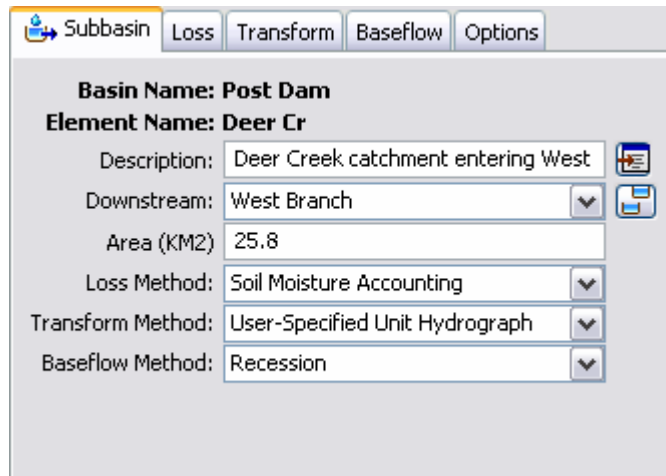 Subbasin Loss Transform Baseflow Options
Basin Name: Post Dam
Element Name: Deer Cr
Description: Deer Creek catchment entering West
Downstream: West Branch
Area (KM2) 25.8
Loss Method: Soil Moisture Accounting
Transform Method: User-Specified Unit Hydrograph
Baseflow Method: Recession